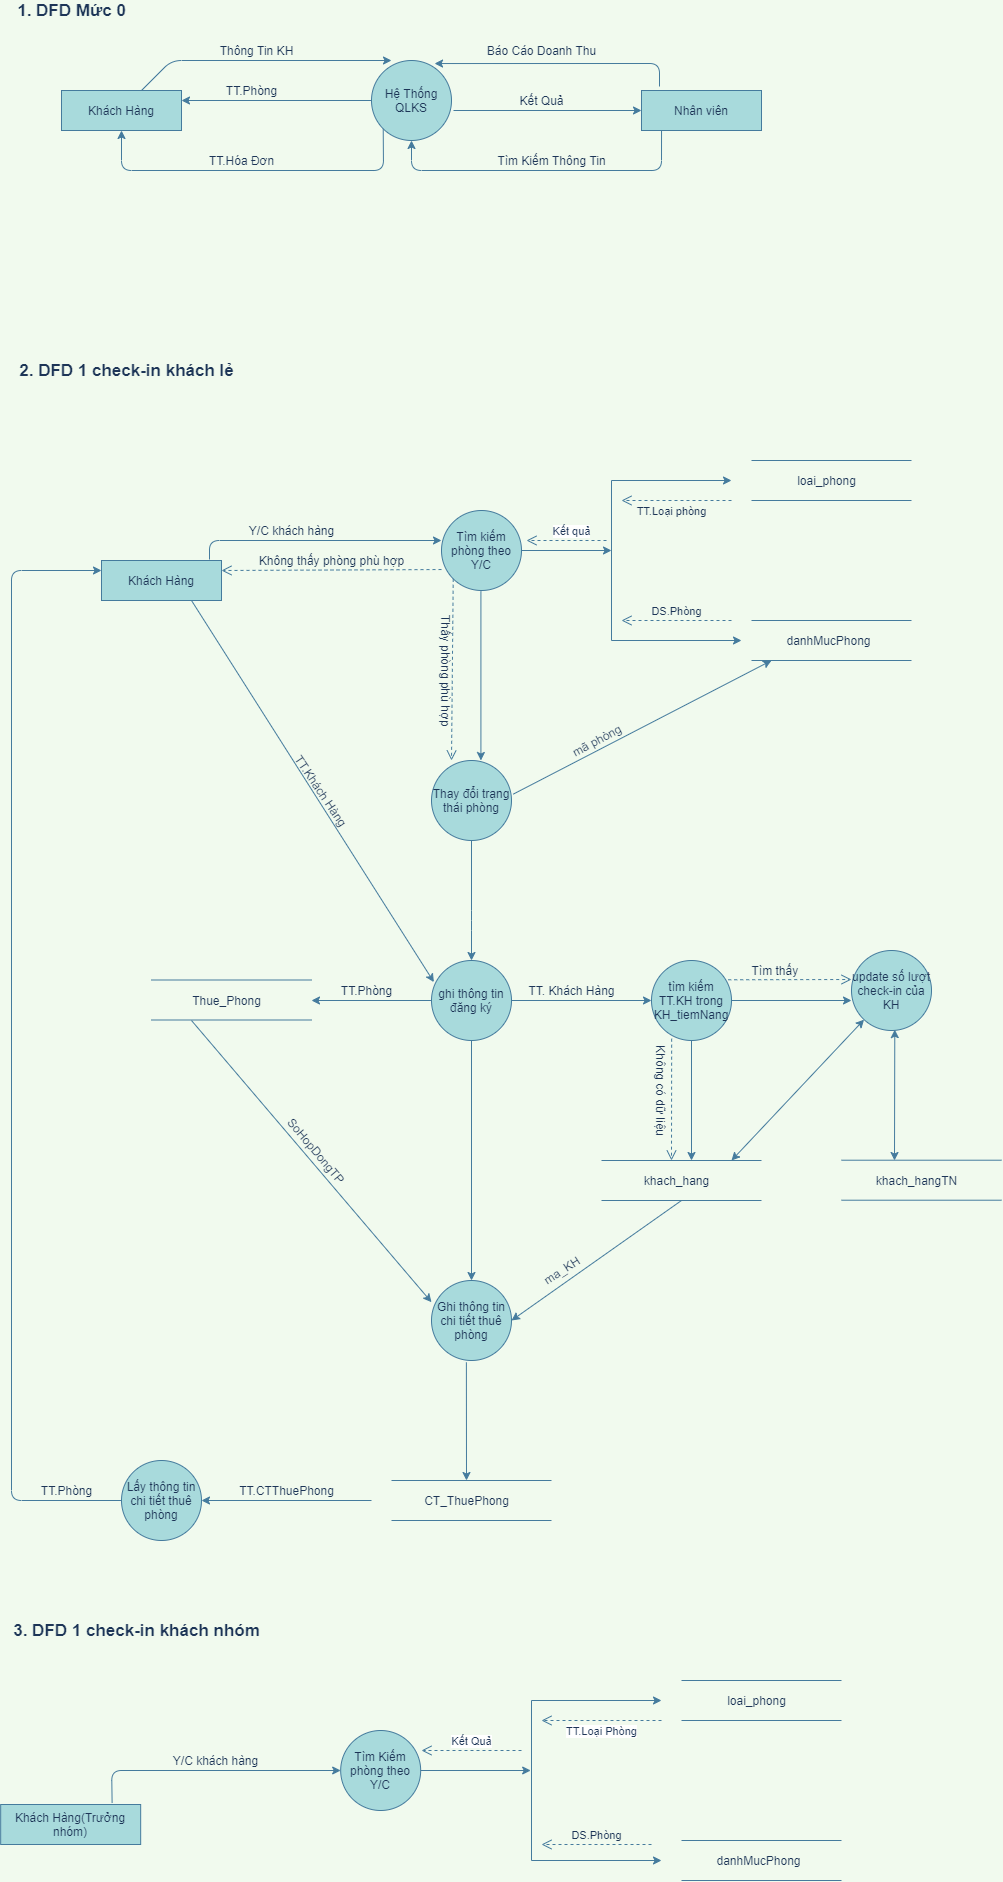 1. DFD Mức 0
Thông Tin KH
Báo Cáo Doanh Thu
TT.Phòng
Hệ Thống
QLKS
Kết Quả
Khách Hàng
Nhân viên
TT.Hóa Đơn
Tìm Kiếm Thông Tin
2. DFD 1 check-in khách lẻ
loai_phong
TT.Loại phòng
Y/C khách hàng
Tìm kiếm
phòng theo
Y/C
Kết quả
Không thấy phòng phù hợp
Khách Hàng
DS.Phòng
danhMucPhong
Thấy phòng phù hợp
mã phòng
TT.Khách Hàng
Thay đổi trạng
thái phòng
Thue_Phong
TT.Phòng
ghi thông tin
đăng ký
TT. Khách Hàng
tìm kiếm
TT.KH trong
KH_tiemNang
Tìm thấy
update số lượt
check-in của
KH
Không có dữ liệu
SoHopDongTP
khach_hang
khach_hangTN
ma_KH
Ghi thông tin
chi tiết thuê
phòng
TT.Phòng
Lấy thông tin
chi tiết thuê
phòng
TT.CTThuePhong
CT_ThuePhong
3. DFD 1 check-in khách nhóm
loai_phong
TT.Loại Phòng
Kết Quả
Y/C khách hàng
Tìm Kiếm
phòng theo
Y/C
Khách Hàng(Trưởng
nhóm)
DS.Phòng
danhMucPhong